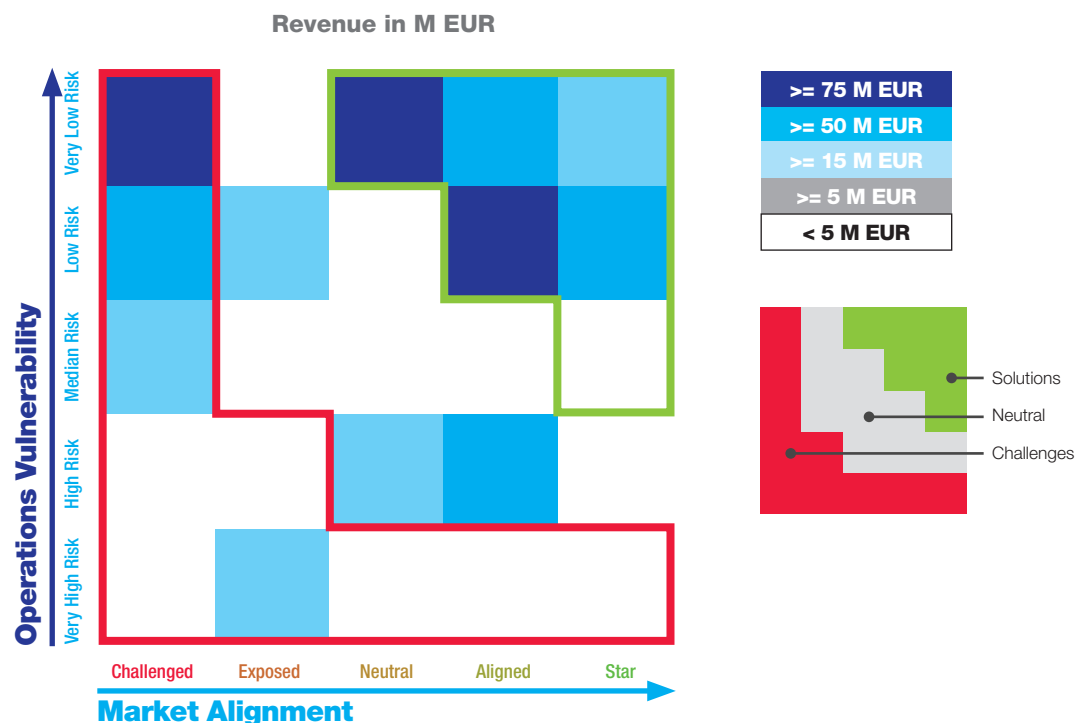 Revenue in M EUR
Operations Vulnerability
Very Low Risk
Low Risk
Median Risk
High Risk
Very High Risk
Challenged
Exposed
Neutral
Aligned
Star
Market Alignment
>= 75 M EUR
>= 50 M EUR
>= 15 M EUR
>= 5 M EUR
< 5 M EUR
Solutions
Neutral
Challenges